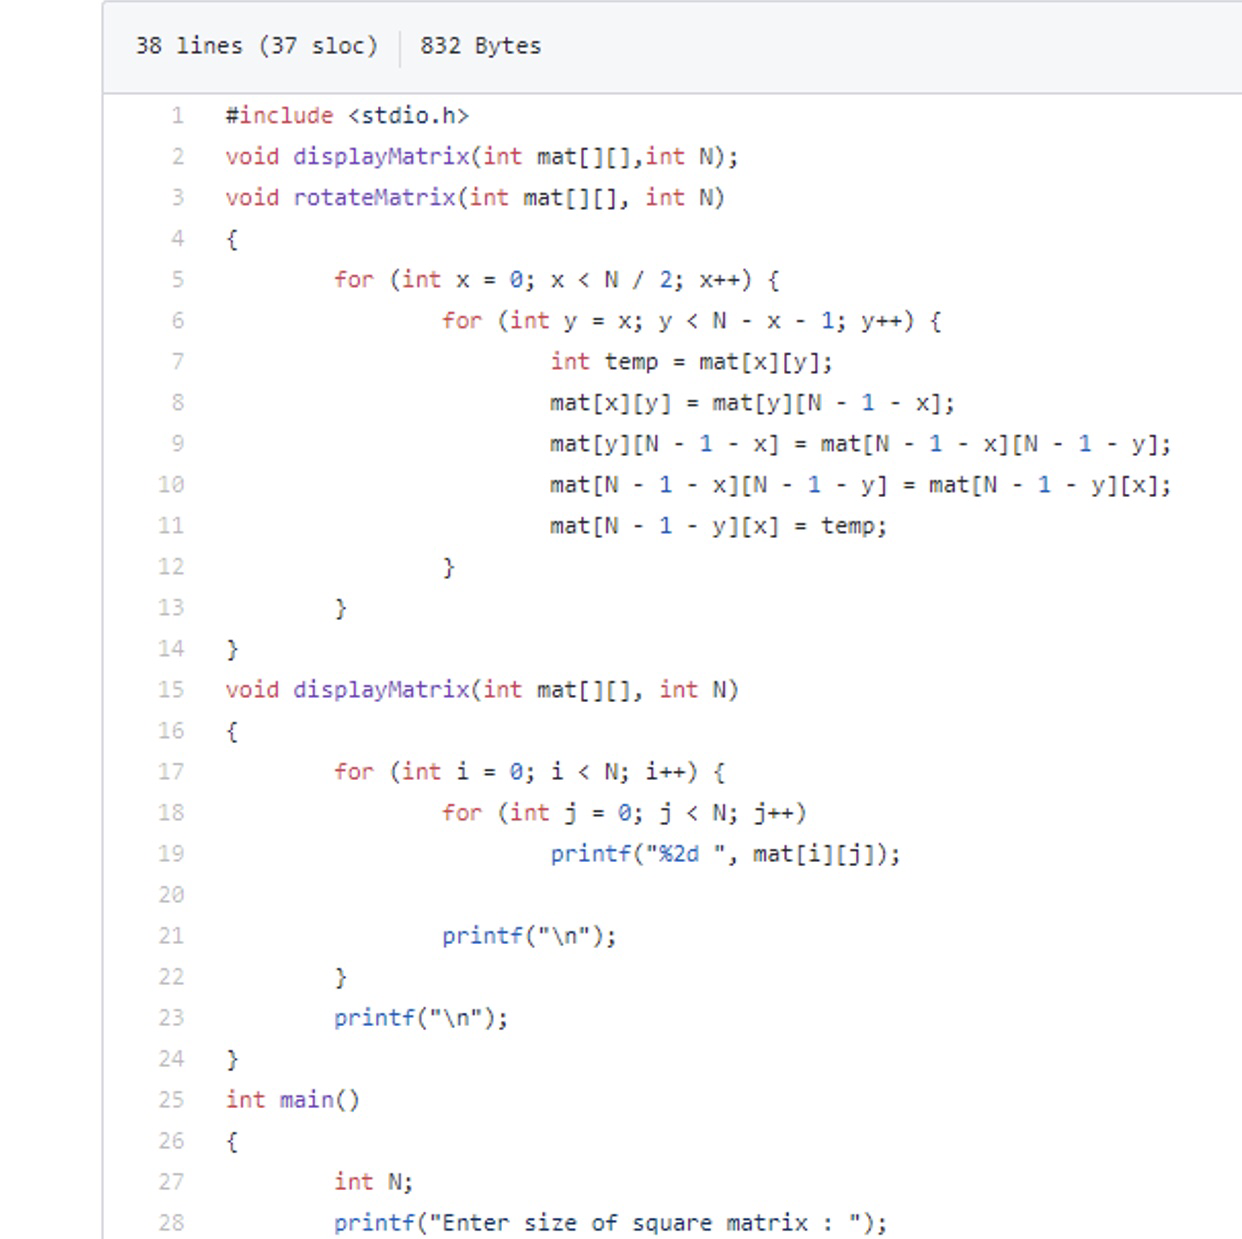 38 lines (37 sloc) 832 Bytes
1 #include <stdio.h>
2 void displayMatrix(int mat[][],int N);
3 void rotateMatrix(int mat[][], int N)
4 {
5 for (int x = 0; x < N / 2; x++) {
6 for (int y = x; y < N - x - 1; y++) {
7 int temp = mat[x][y];
8 mat[x][y] = mat[y][N - 1 - x];
9 mat[y][N - 1 - x] = mat[N - 1 - x][N - 1 - y];
10 mat[N - 1 - x][N - 1 - y] = mat[N - 1 - y][x];
11 mat[N - 1 - y][x] = temp;
12 }
13 }
14 }
15 void displayMatrix(int mat[][], int N)
16 {
17 for (int i = 0; i < N; i++) {
18 for (int j = 0; j < N; j++)
19 printf("%2d ", mat[i][j]);
20
21 printf("\n");
22 }
23 printf("\n");
24 }
25 int main()
26 {
27 int N;
28 printf("Enter size of square matrix : ");